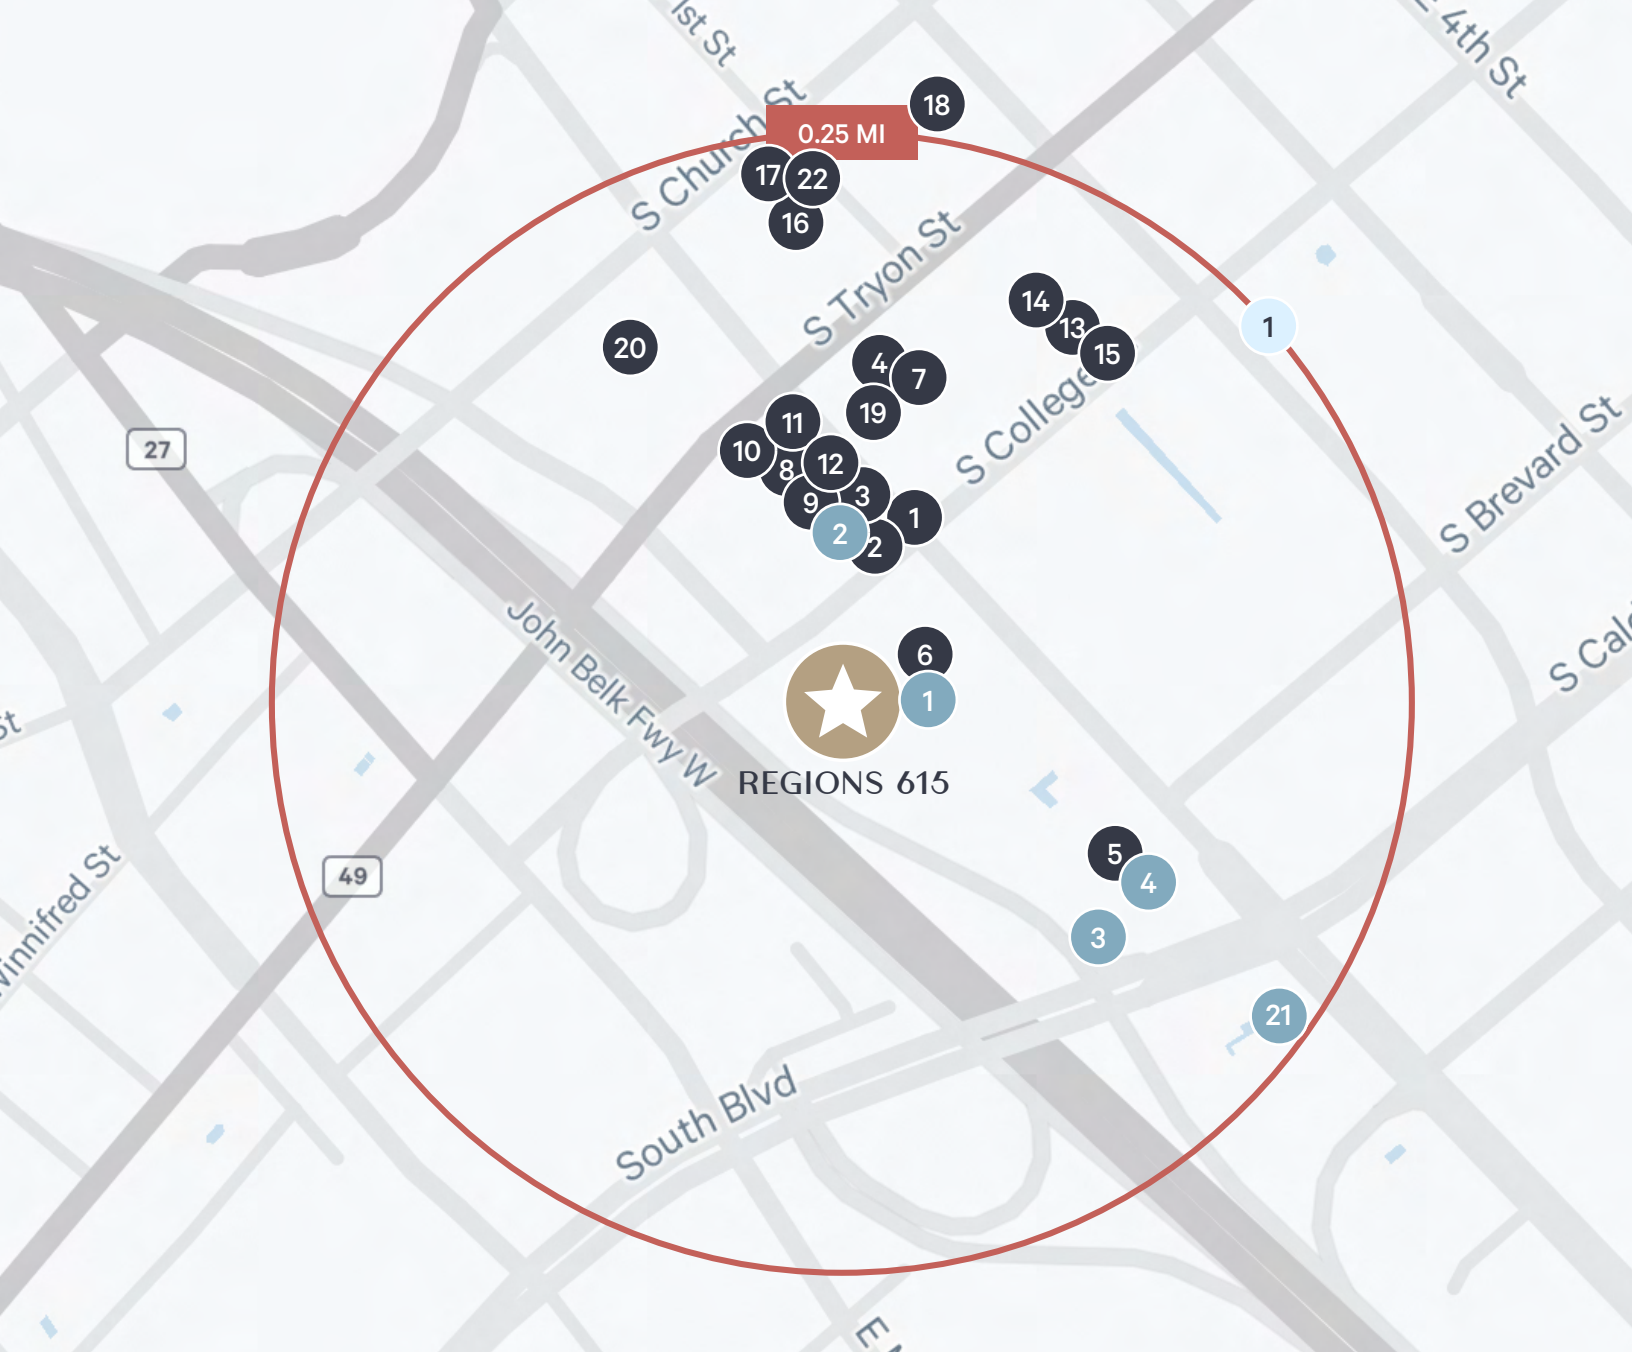 1st St
E 4th St
S Church St
0.25 MI
18
17
22
16
S Tryon St
14
13
15
1
20
4
7
19
S College
27
11
10
8
12
9
3
1
2
2
S Brevard St
John Belk Fwy W
6
1
S Cal
St
REGIONS 615
49
5
4
3
Winnifred St
21
South Blvd
E